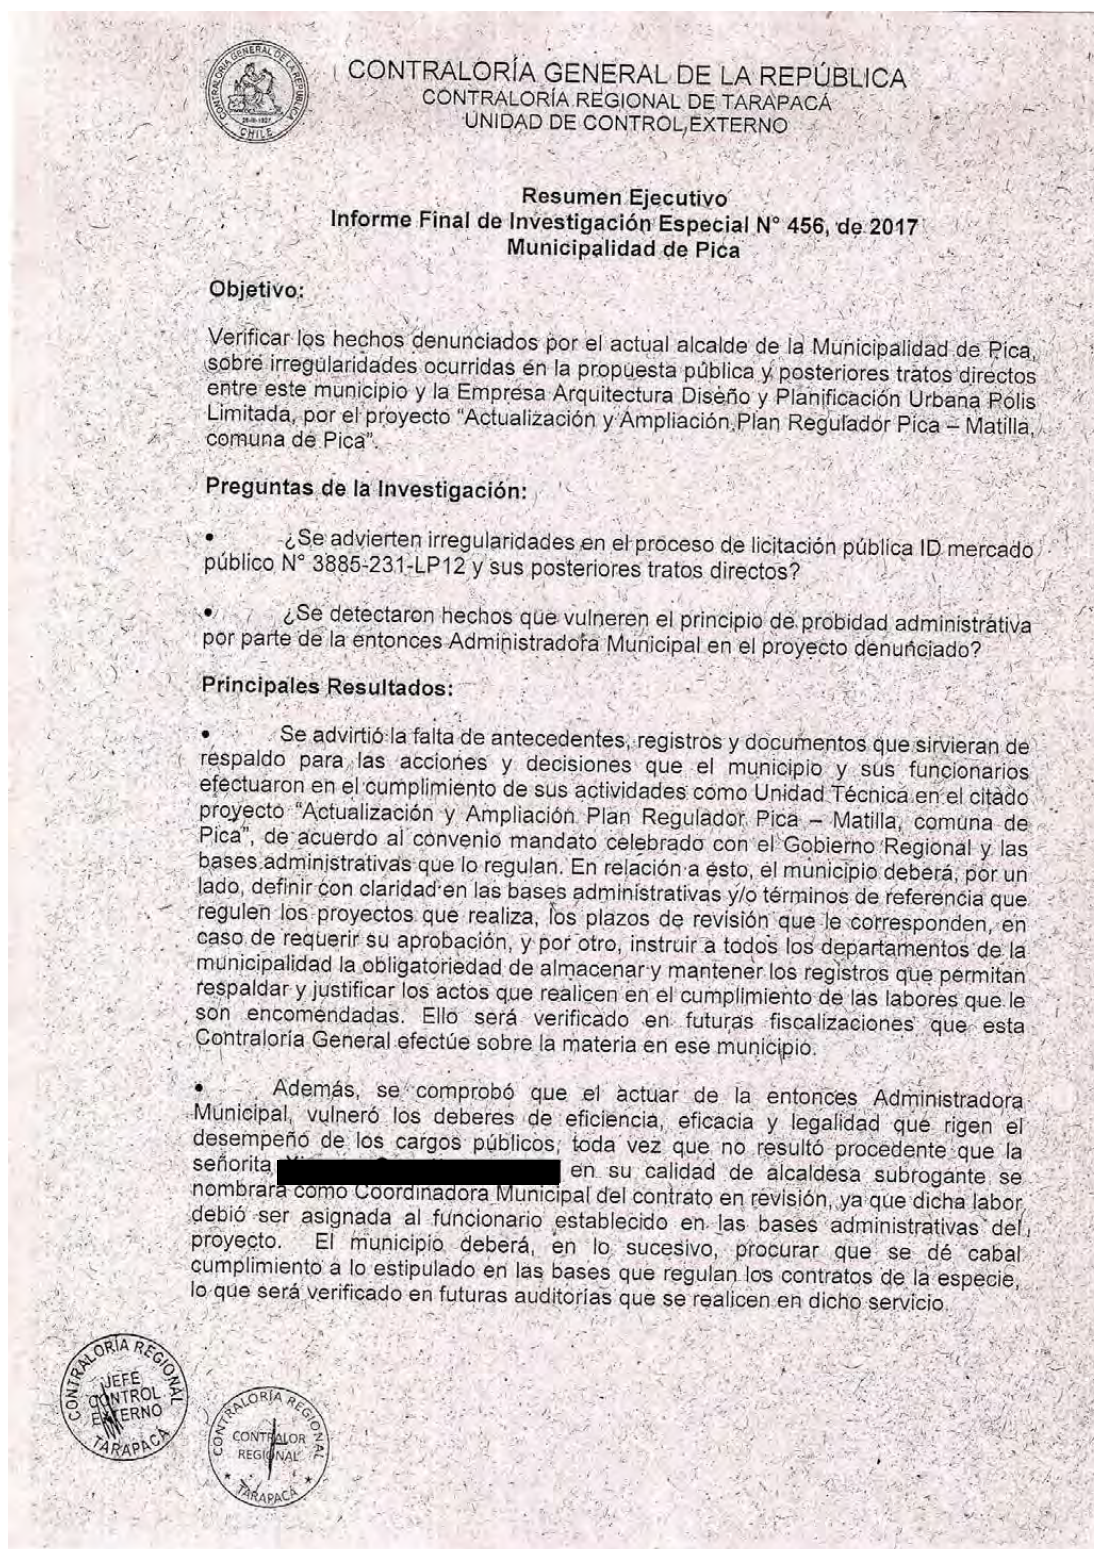 CONTRALORÍA GENERAL DE LA REPÚBLICA
CHILE
CONTRALORÍA GENERAL DE LA REPÚBLICA
CONTRALORÍA REGIONAL DE TARAPACÁ
UNIDAD DE CONTROL EXTERNO
Resumen Ejecutivo
Informe Final de Investigación Especial N° 456, de 2017
Municipalidad de Pica
Objetivo:
Verificar los hechos denunciados por el actual alcalde de la Municipalidad de Pica,
sobre irregularidades ocurridas en la propuesta pública y posteriores tratos directos
entre este municipio y la Empresa Arquitectura Diseño y Planificación Urbana Polis
Limitada, por el proyecto “Actualización y Ampliación Plan Regulador Pica – Matilla,
comuna de Pica”.
Preguntas de la Investigación:
• ¿Se advierten irregularidades en el proceso de licitación pública ID mercado
público N° 3885-231-LP12 y sus posteriores tratos directos?
• ¿Se detectaron hechos que vulneren el principio de probidad administrativa
por parte de la entonces Administradora Municipal en el proyecto denunciado?
Principales Resultados:
• Se advirtió la falta de antecedentes, registros y documentos que sirvieran de
respaldo para las acciones y decisiones que el municipio y sus funcionarios
efectuaron en el cumplimiento de sus actividades como Unidad Técnica en el citado
proyecto “Actualización y Ampliación Plan Regulador Pica – Matilla, comuna de
Pica”, de acuerdo al convenio mandato celebrado con el Gobierno Regional y las
bases administrativas que lo regulan. En relación a esto, el municipio deberá, por un
lado, definir con claridad en las bases administrativas y/o términos de referencia que
regulen los proyectos que realiza, los plazos de revisión que le corresponden, en
caso de requerir su aprobación, y por otro, instruir a todos los departamentos de la
municipalidad la obligatoriedad de almacenar y mantener los registros que permitan
respaldar y justificar los actos que realicen en el cumplimiento de las labores que le
son encomendadas. Ello será verificado en futuras fiscalizaciones que esta
Contraloría General efectúe sobre la materia en ese municipio.
• Además, se comprobó que el actuar de la entonces Administradora
Municipal, vulneró los deberes de eficiencia, eficacia y legalidad que rigen el
desempeño de los cargos públicos, toda vez que no resultó procedente que la
señorita en su calidad de alcaldesa subrogante se
nombrara como Coordinadora Municipal del contrato en revisión, ya que dicha labor
debió ser asignada al funcionario establecido en las bases administrativas del
proyecto. El municipio deberá, en lo sucesivo, procurar que se dé cabal
cumplimiento a lo estipulado en las bases que regulan los contratos de la especie,
lo que será verificado en futuras auditorías que se realicen en dicho servicio.
CONTRALORÍA REGIONAL
JEFE
CONTROL
EXTERNO
TARAPACÁ
CONTRALORÍA REGIONAL
CONTRALOR
REGIONAL
TARAPACÁ